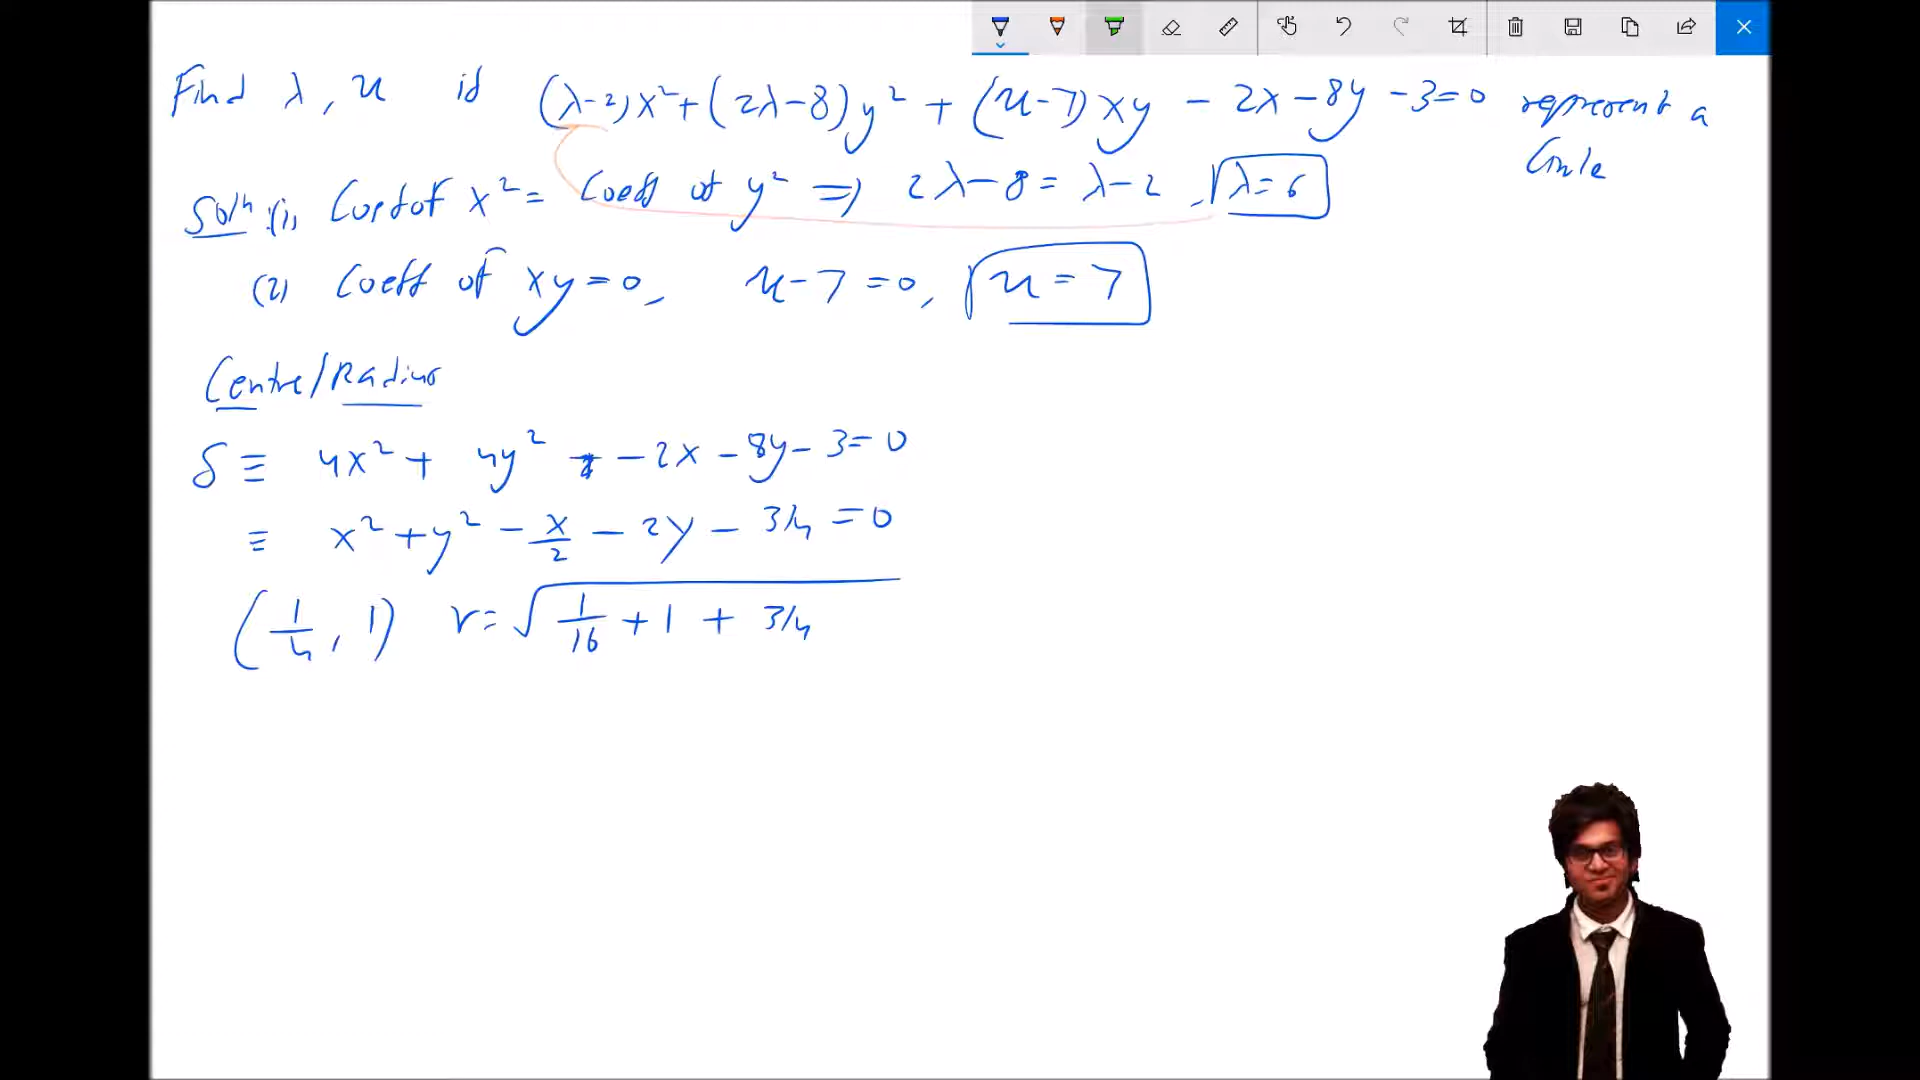 Find λ, μ if (λ-2)x² + (2λ-8)y² + (μ-7)xy - 2x - 8y - 3 = 0 represent a
Circle
Soln :(1) Coeff of x² = Coeff of y² ⇒ 2λ-8 = λ-2, λ=6
(2) Coeff of xy = 0, μ-7 = 0, μ = 7
Centre/Radius
S ≡ 4x² + 4y² - 2x - 8y - 3 = 0
≡ x² + y² - x/2 - 2y - 3/4 = 0
(1/4, 1) r = √(1/16 + 1 + 3/4)